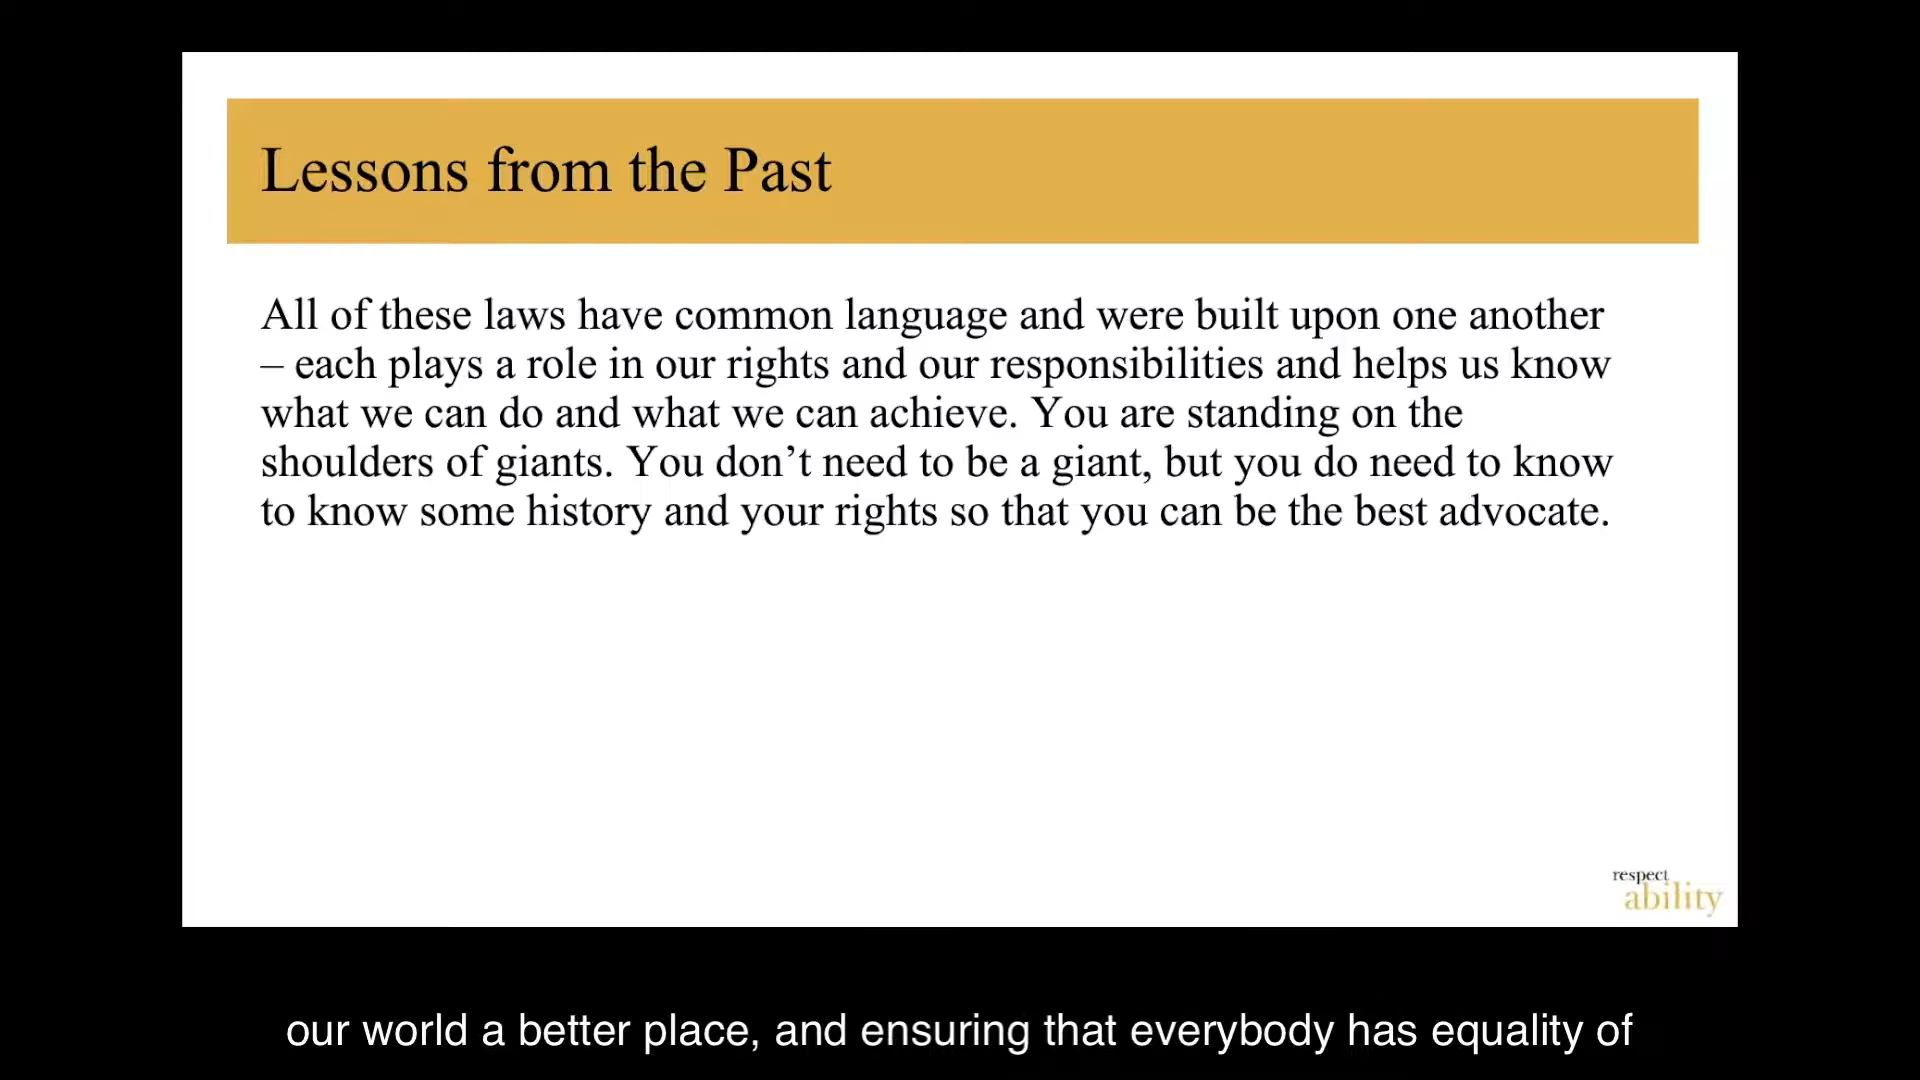 Lessons from the Past
All of these laws have common language and were built upon one another
– each plays a role in our rights and our responsibilities and helps us know
what we can do and what we can achieve. You are standing on the
shoulders of giants. You don’t need to be a giant, but you do need to know
to know some history and your rights so that you can be the best advocate.
respect
ability
our world a better place, and ensuring that everybody has equality of